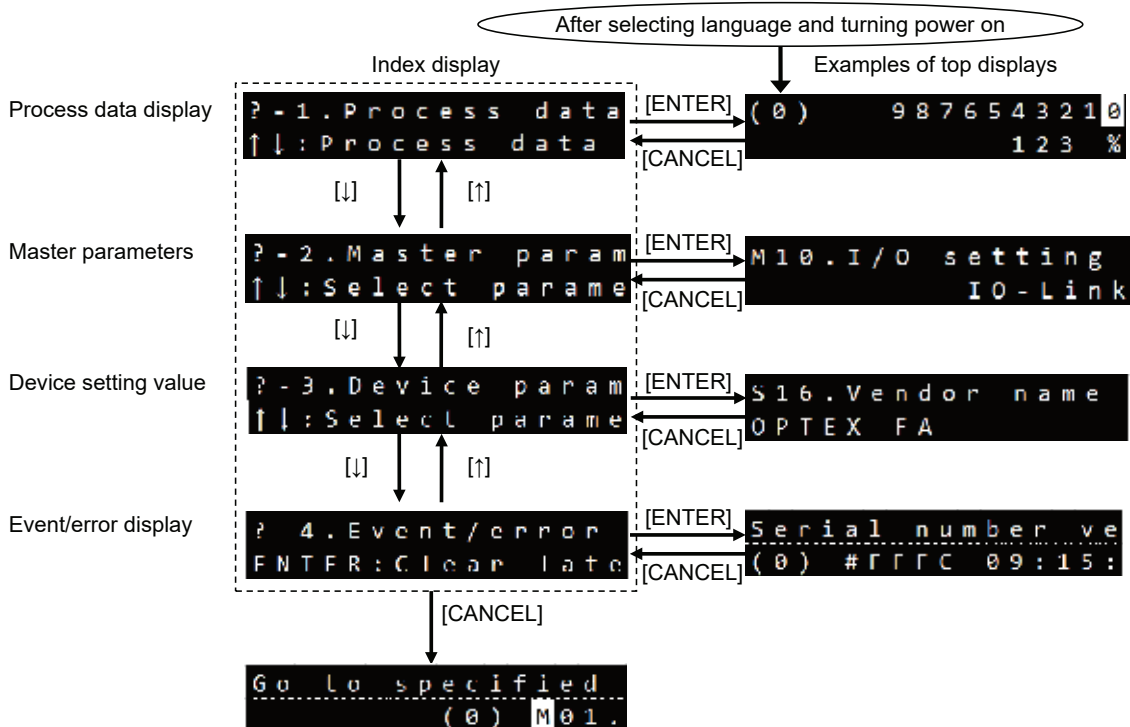 After selecting language and turning power on
Index display
Examples of top displays
Process data display
?-1.Process data
↑↓:Process data
[ENTER]
[CANCEL]
(0) 9876543210
123 %
[↓]
[↑]
Master parameters
?-2.Master param
↑↓:Select parame
[ENTER]
[CANCEL]
M10.I/O setting
IO-Link
[↓]
[↑]
Device setting value
?-3.Device param
↑↓:Select parame
[ENTER]
[CANCEL]
S16.Vendor name
OPTEX FA
[↓]
[↑]
Event/error display
? 4.Event/error
ENTER:Clear late
[ENTER]
[CANCEL]
Serial number ve
(0) # 09:15:
[CANCEL]
Go to specified
(0) M01.